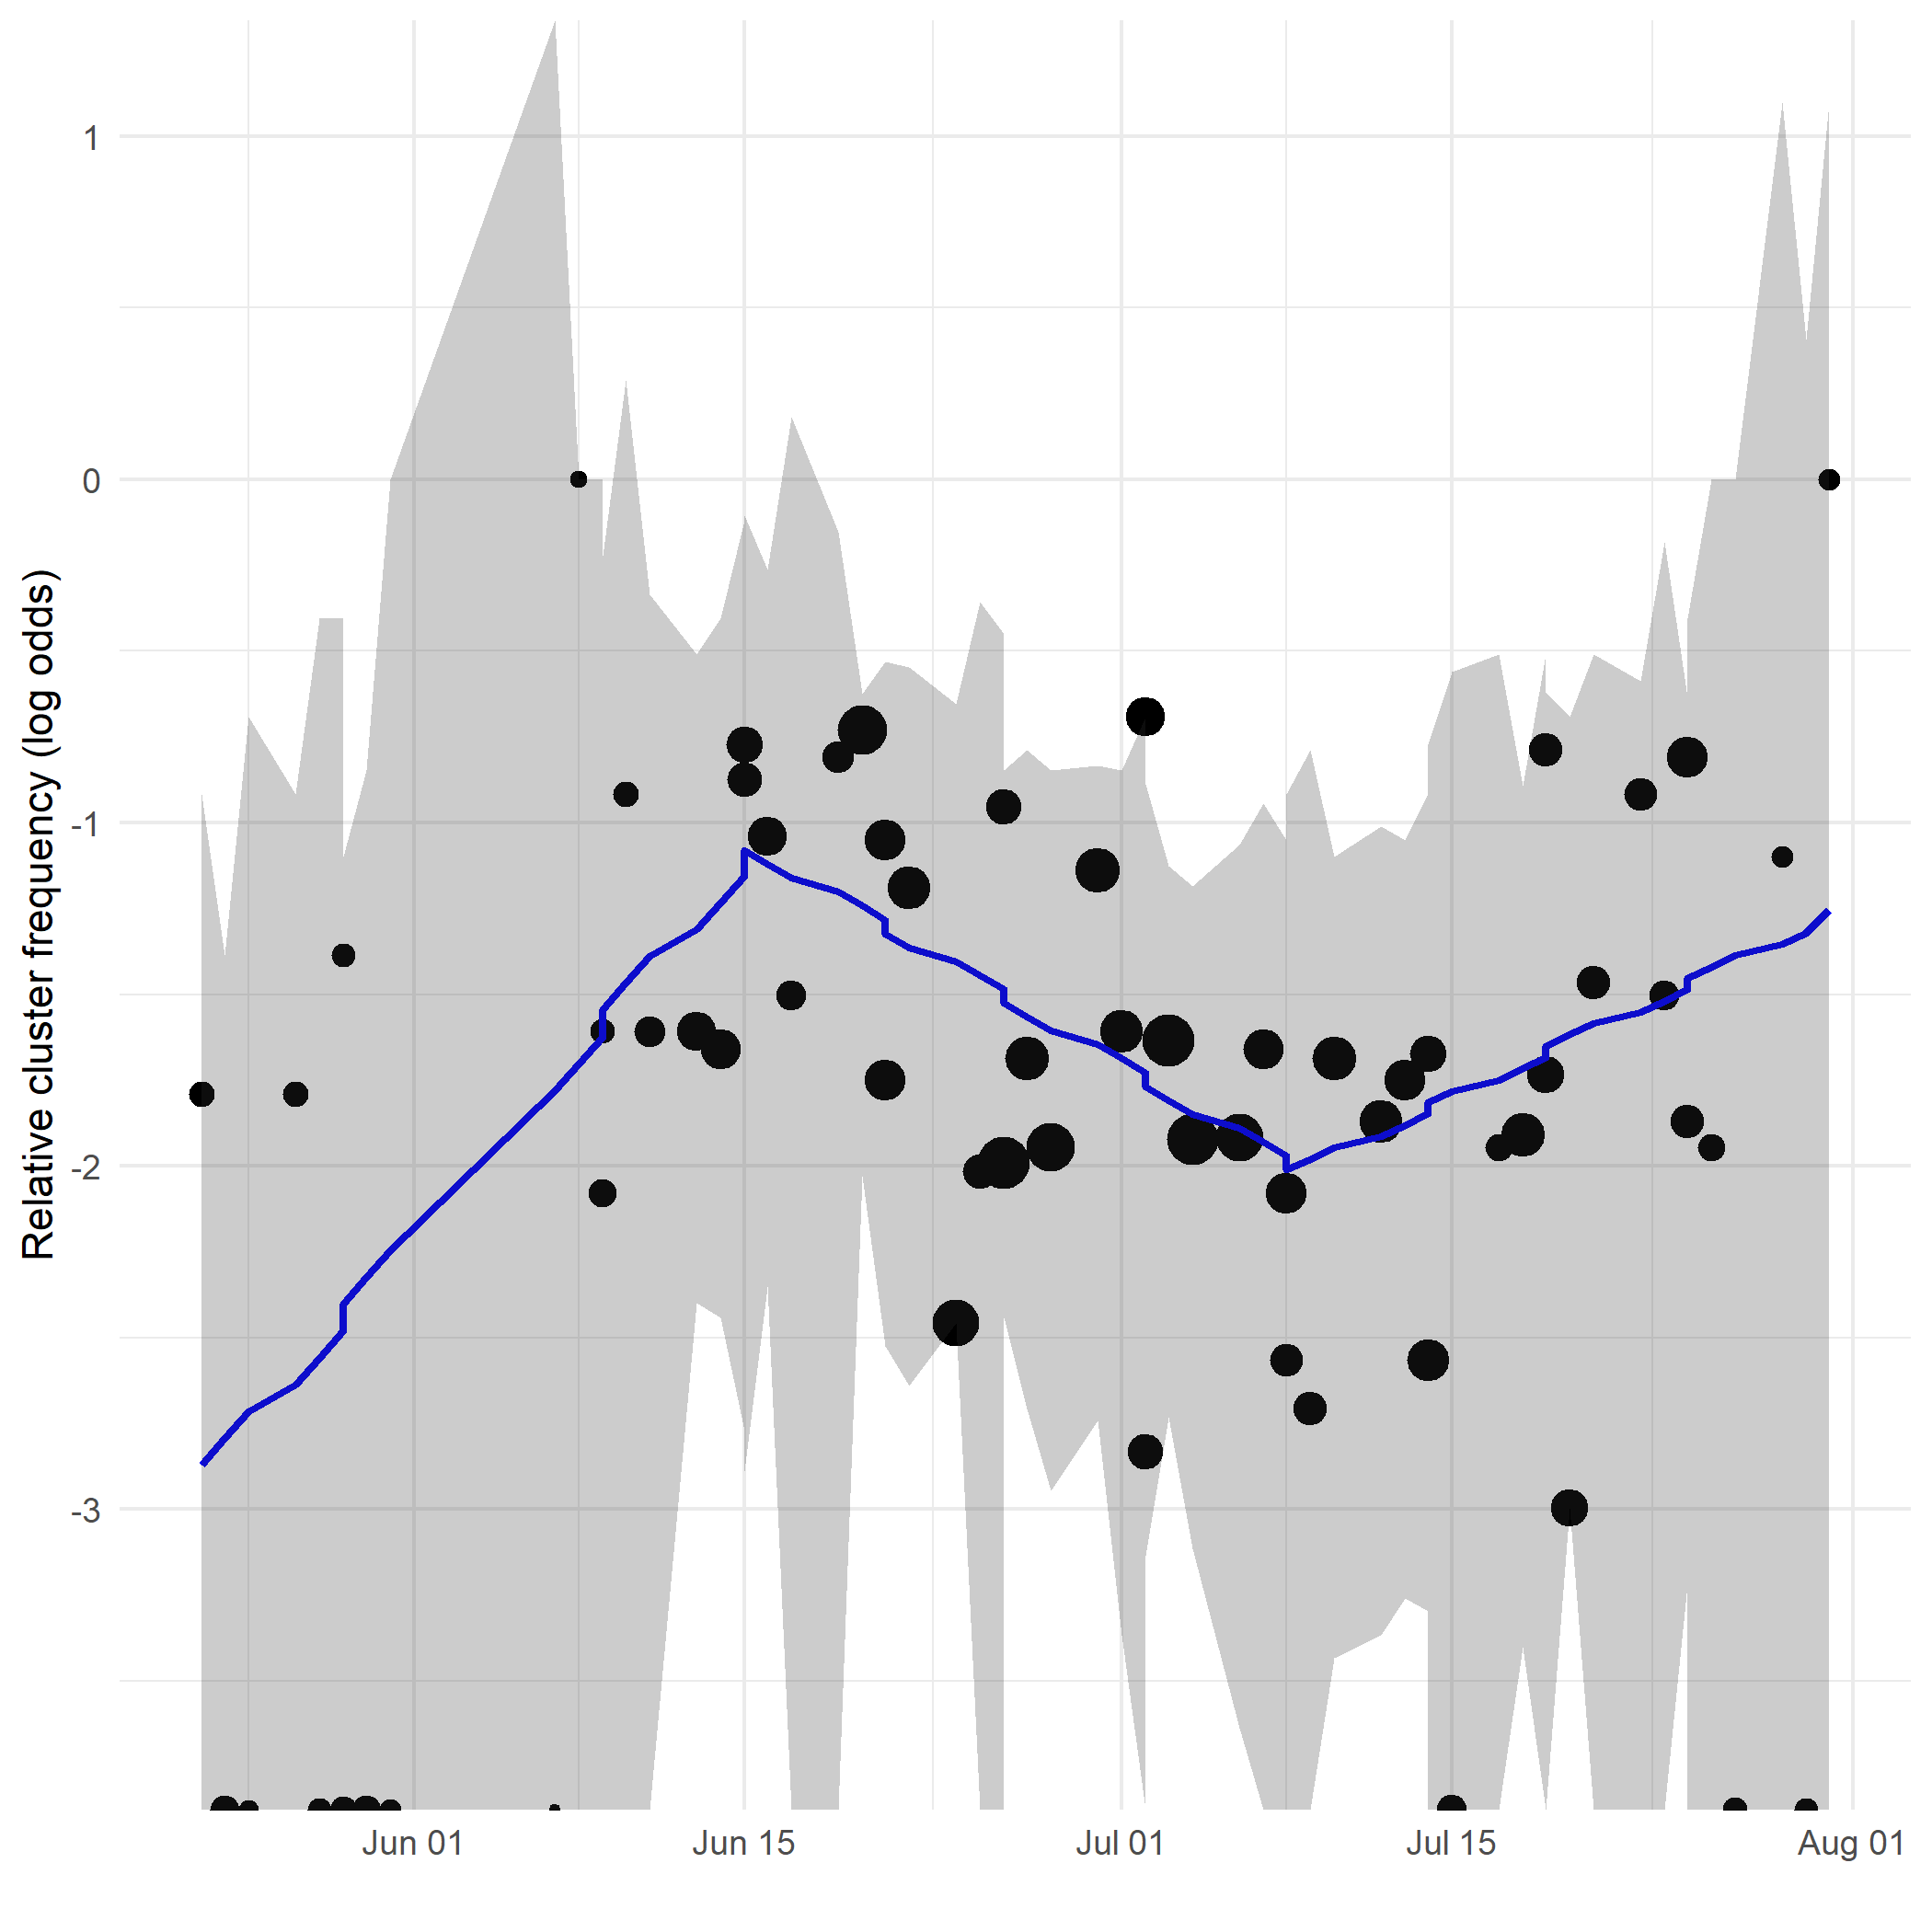 Relative cluster frequency (log odds)
1
0
-1
-2
-3
Jun 01
Jun 15
Jul 01
Jul 15
Aug 01